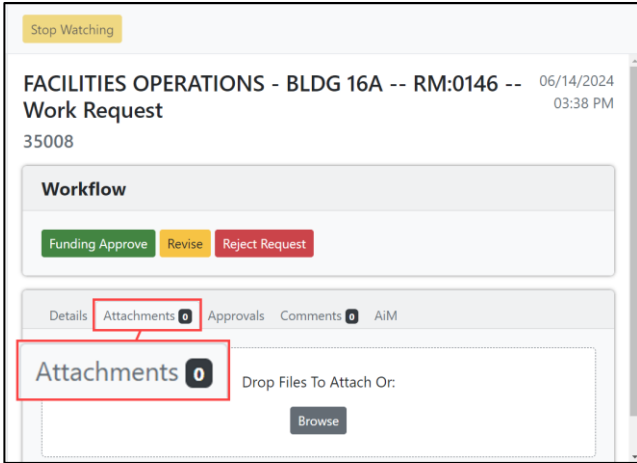 Stop Watching
FACILITIES OPERATIONS - BLDG 16A -- RM:0146 -- 06/14/2024
Work Request 03:38 PM
35008
Workflow
Funding Approve Revise Reject Request
Details Attachments 0 Approvals Comments 0 AiM
Attachments 0
Drop Files To Attach Or:
Browse